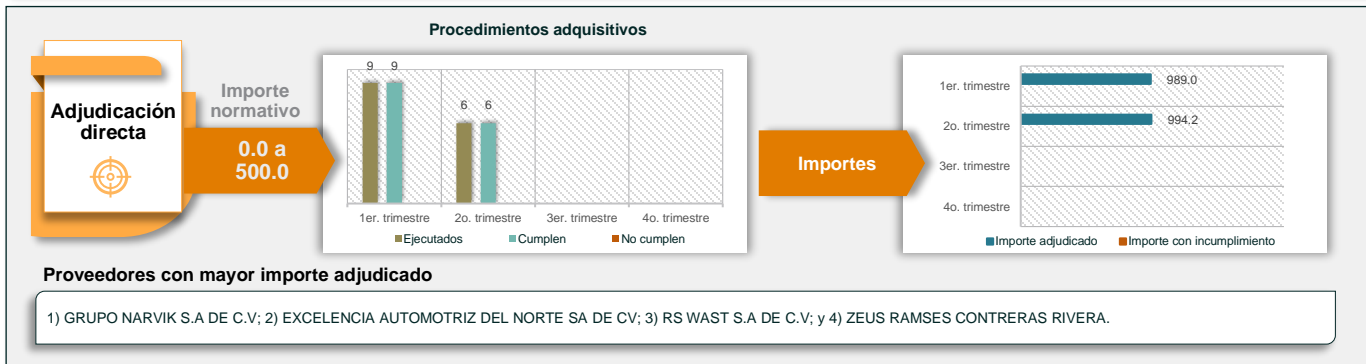 Procedimientos adquisitivos
Adjudicación
directa
Importe
normativo
0.0 a
500.0
9 9
6 6
1er. trimestre 2o. trimestre 3er. trimestre 4o. trimestre
Ejecutados Cumplen No cumplen
Importes
1er. trimestre 989.0
2o. trimestre 994.2
3er. trimestre
4o. trimestre
Importe adjudicado Importe con incumplimiento
Proveedores con mayor importe adjudicado
1) GRUPO NARVIK S.A DE C.V; 2) EXCELENCIA AUTOMOTRIZ DEL NORTE SA DE CV; 3) RS WAST S.A DE C.V; y 4) ZEUS RAMSES CONTRERAS RIVERA.